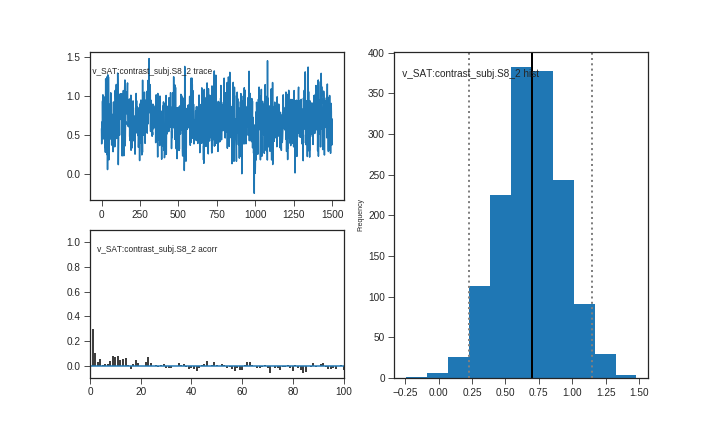 1.5
1.0
0.5
0.0
v_SAT:contrast_subj.S8_2 trace
0 250 500 750 1000 1250 1500
1.0
0.8
0.6
0.4
0.2
0.0
v_SAT:contrast_subj.S8_2 acorr
0 20 40 60 80 100
400
350
300
250
200
150
100
50
0
Frequency
v_SAT:contrast_subj.S8_2 hist
−0.25 0.00 0.25 0.50 0.75 1.00 1.25 1.50